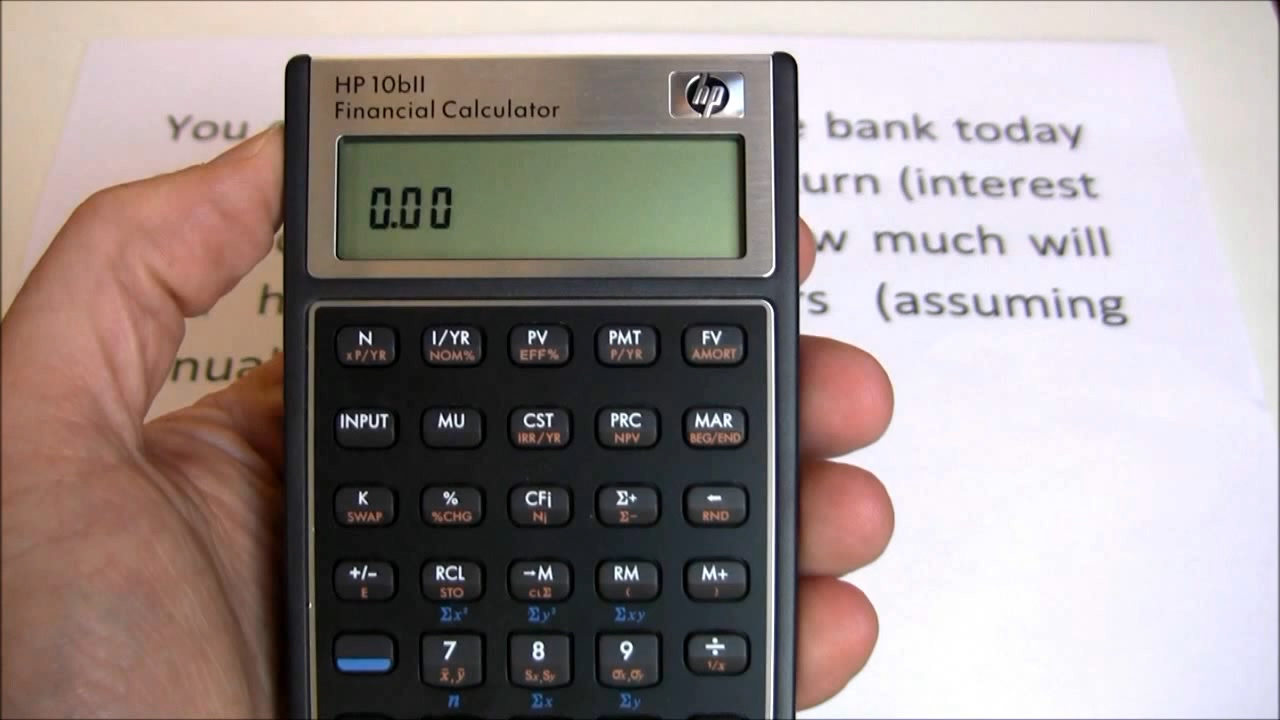 HP 10bII
Financial Calculator
hp
You bank today
(interest
much will
(assuming
0.00
N I/YR PV PMT FV
xP/YR NOM% EFF% P/YR AMORT
INPUT MU CST PRC MAR
IRR/YR NPV BEG/END
K % CFj Σ+ ←
SWAP %CHG Nj Σ− RND
+/− RCL →M RM M+
E STO CLΣ ( )
Σx² Σy² Σxy
7 8 9 ÷
x̄,ȳ Sx,Sy σx,σy 1/x
n Σx Σy